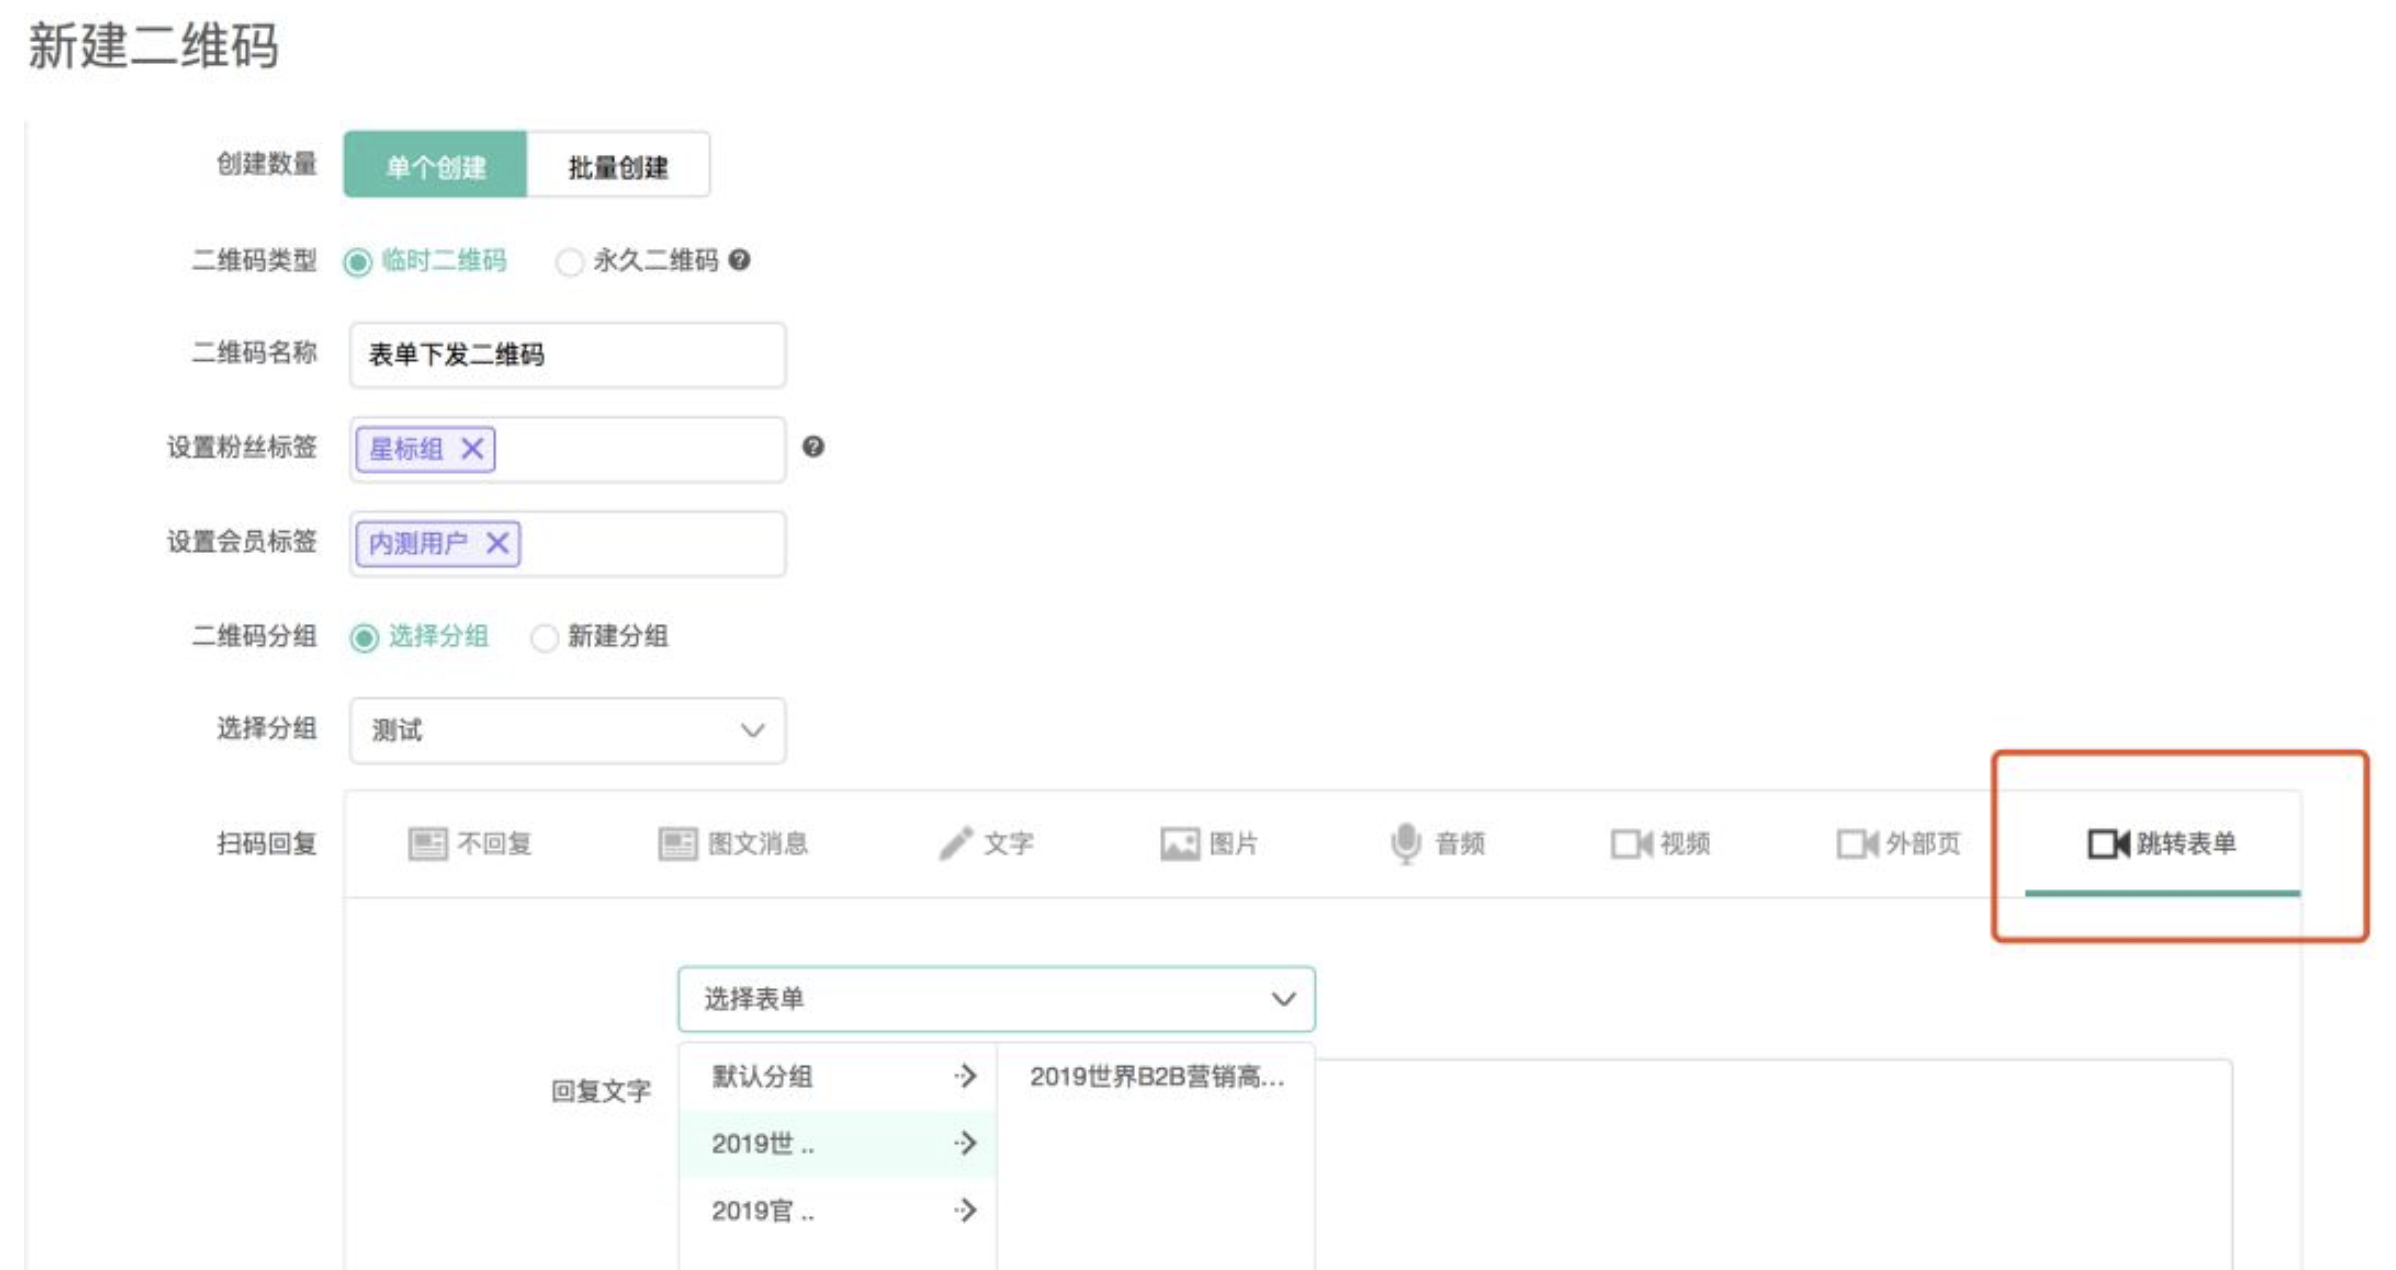 新建二维码
创建数量 单个创建 批量创建
二维码类型 临时二维码 永久二维码 ?
二维码名称 表单下发二维码
设置粉丝标签 星标组 ?
设置会员标签 内测用户
二维码分组 选择分组 新建分组
选择分组 测试
扫码回复 不回复 图文消息 文字 图片 音频 视频 外部页 跳转表单
选择表单
回复文字 默认分组 2019世界B2B营销高...
2019世 ..
2019官 ..